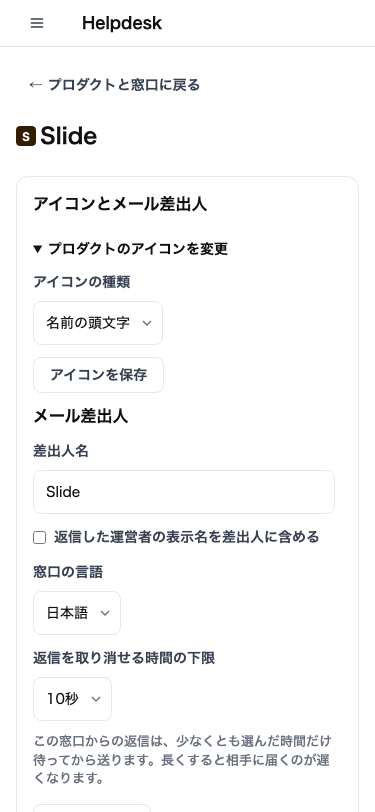 Helpdesk
← プロダクトと窓口に戻る
S Slide
アイコンとメール差出人
▼ プロダクトのアイコンを変更
アイコンの種類
名前の頭文字
アイコンを保存
メール差出人
差出人名
Slide
返信した運営者の表示名を差出人に含める
窓口の言語
日本語
返信を取り消せる時間の下限
10秒
この窓口からの返信は、少なくとも選んだ時間だけ
待ってから送ります。長くすると相手に届くのが遅
くなります。